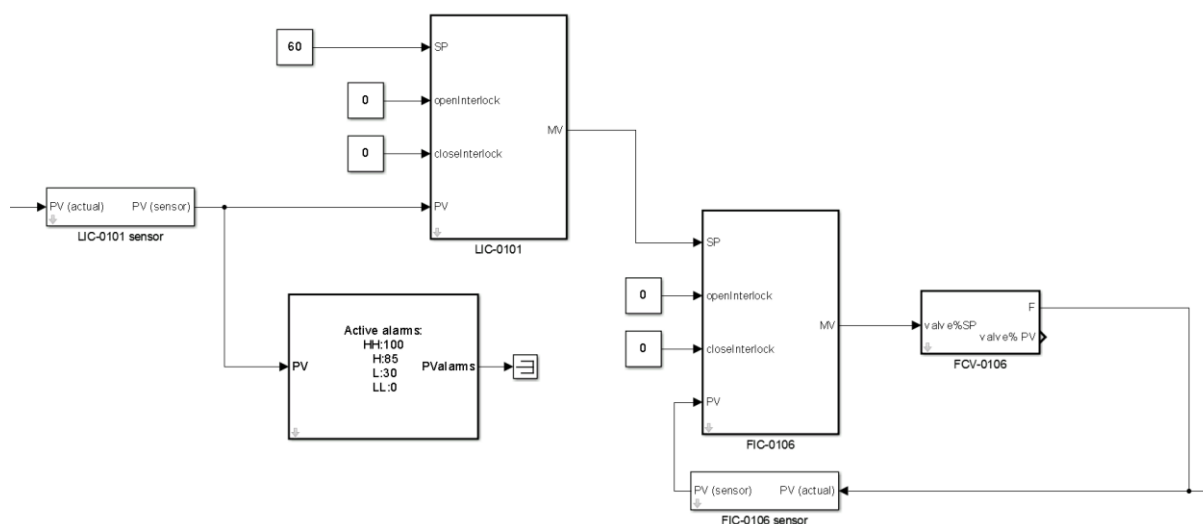 60
SP
0
openInterlock
0
closeInterlock
MV
PV (actual) PV (sensor)
PV
LIC-0101 sensor
LIC-0101
SP
0
openInterlock
0
closeInterlock
MV
PV
FIC-0106
Active alarms:
HH:100
H:85
L:30
LL:0
PV
PValarms
F
valve%SP
valve% PV
FCV-0106
PV (sensor) PV (actual)
FIC-0106 sensor